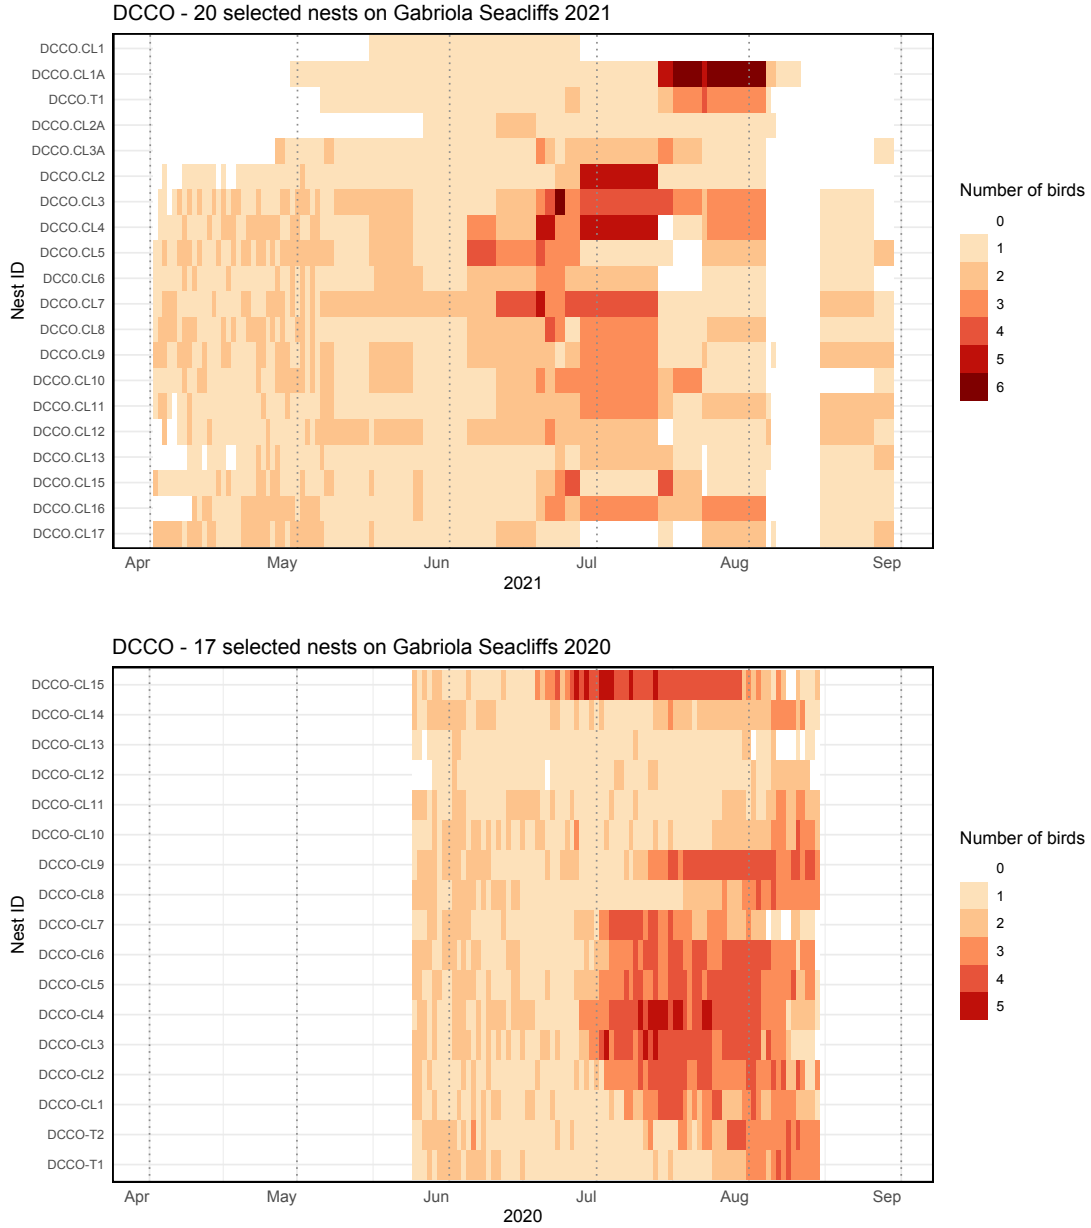 DCCO - 20 selected nests on Gabriola Seacliffs 2021
DCCO.CL1
DCCO.CL1A
DCCO.T1
DCCO.CL2A
DCCO.CL3A
DCCO.CL2
DCCO.CL3
DCCO.CL4
DCCO.CL5
DCC0.CL6
DCCO.CL7
DCCO.CL8
DCCO.CL9
DCCO.CL10
DCCO.CL11
DCCO.CL12
DCCO.CL13
DCCO.CL15
DCCO.CL16
DCCO.CL17
Nest ID
Apr May Jun Jul Aug Sep
2021
Number of birds
0
1
2
3
4
5
6
DCCO - 17 selected nests on Gabriola Seacliffs 2020
DCCO-CL15
DCCO-CL14
DCCO-CL13
DCCO-CL12
DCCO-CL11
DCCO-CL10
DCCO-CL9
DCCO-CL8
DCCO-CL7
DCCO-CL6
DCCO-CL5
DCCO-CL4
DCCO-CL3
DCCO-CL2
DCCO-CL1
DCCO-T2
DCCO-T1
Nest ID
Apr May Jun Jul Aug Sep
2020
Number of birds
0
1
2
3
4
5